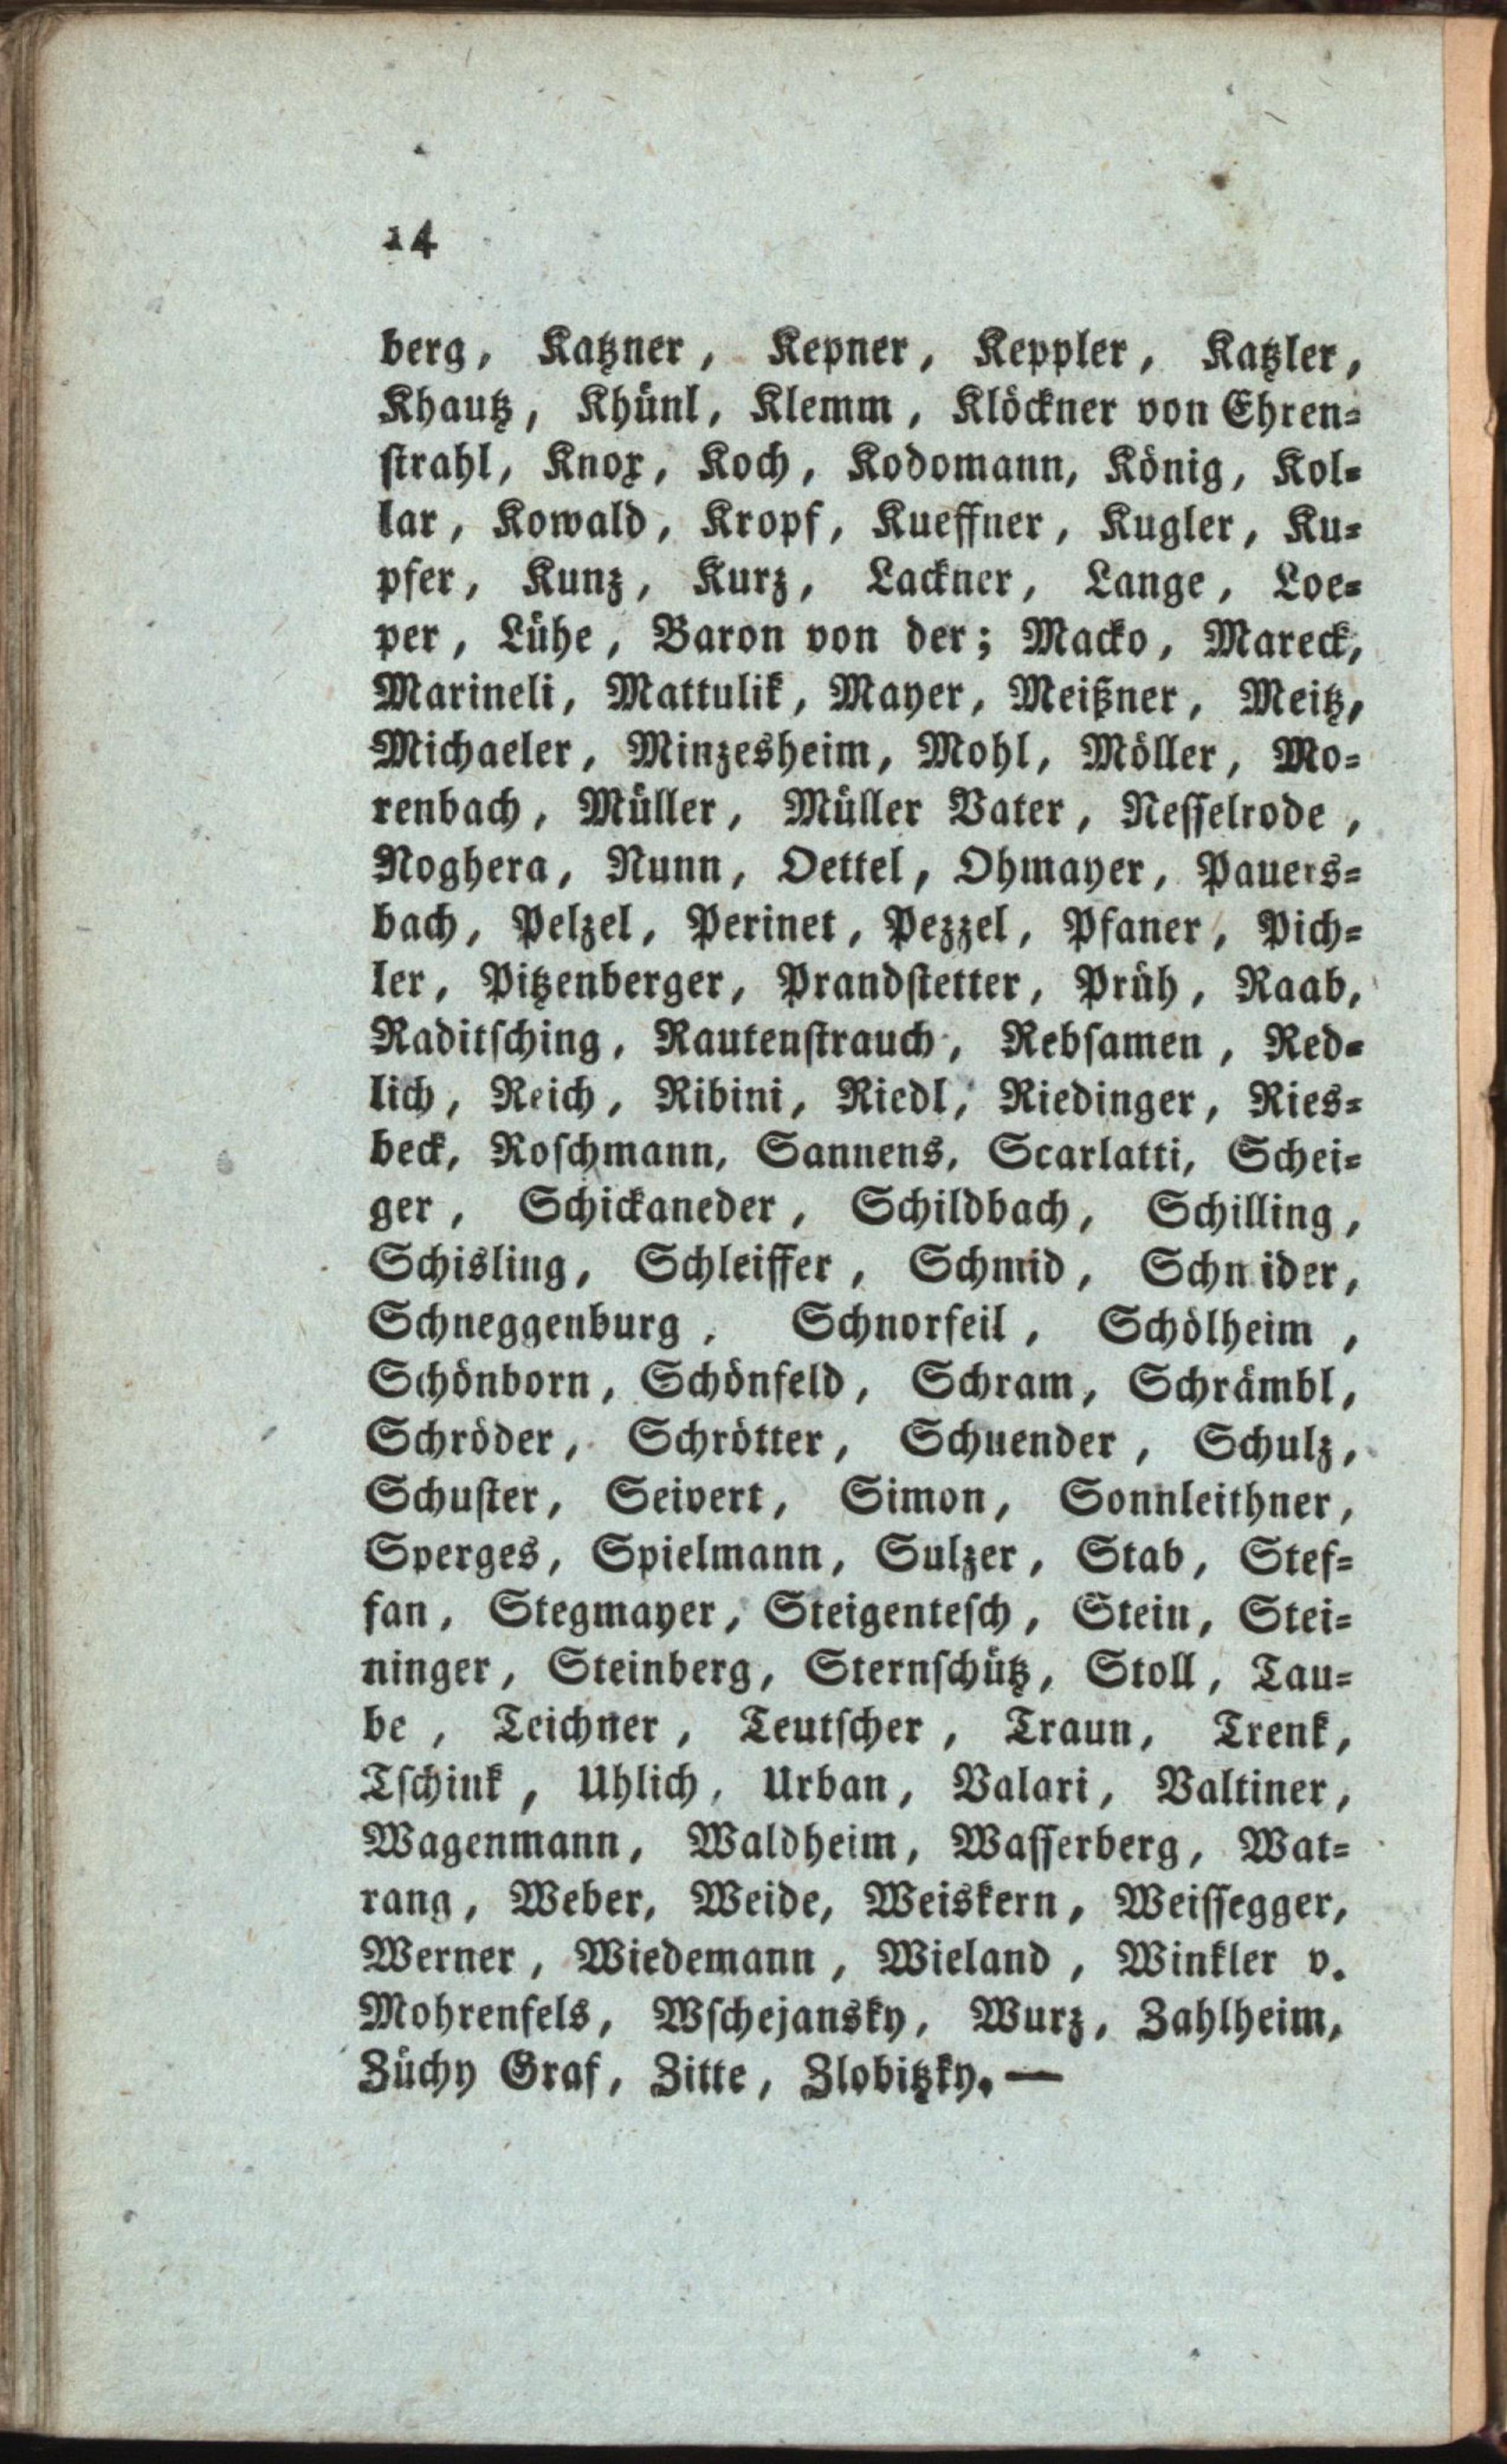 14
berg, Katzner, Kepner, Keppler, Katzler,
Khautz, Khünl, Klemm, Klöckner von Ehren=
strahl, Knox, Koch, Kodomann, König, Kol=
lar, Kowald, Kropf, Kueffner, Kugler, Ku=
pfer, Kunz, Kurz, Lackner, Lange, Loe=
per, Lühe, Baron von der; Macko, Mareck,
Marineli, Mattulik, Mayer, Meißner, Meitz,
Michaeler, Minzesheim, Mohl, Möller, Mo=
renbach, Müller, Müller Vater, Nesselrode,
Noghera, Nunn, Oettel, Ohmayer, Pauers=
bach, Pelzel, Perinet, Pezzel, Pfaner, Pich=
ler, Pitzenberger, Prandstetter, Prüh, Raab,
Raditsching, Rautenstrauch, Rebsamen, Red=
lich, Reich, Ribini, Riedl, Riedinger, Ries=
beck, Roschmann, Sannens, Scarlatti, Schei=
ger, Schickaneder, Schildbach, Schilling,
Schisling, Schleiffer, Schmid, Schneider,
Schneggenburg, Schnorfeil, Schölheim,
Schönborn, Schönfeld, Schram, Schrämbl,
Schröder, Schrötter, Schuender, Schulz,
Schuster, Seivert, Simon, Sonnleithner,
Sperges, Spielmann, Sulzer, Stab, Stef=
fan, Stegmayer, Steigentesch, Stein, Stei=
ninger, Steinberg, Sternschütz, Stoll, Tau=
be, Teichner, Teutscher, Traun, Trenk,
Tschink, Uhlich, Urban, Valari, Valtiner,
Wagenmann, Waldheim, Wasserberg, Wat=
rang, Weber, Weide, Weiskern, Weissegger,
Werner, Wiedemann, Wieland, Winkler v.
Mohrenfels, Wschejansky, Wurz, Zahlheim,
Züchy Graf, Zitte, Zlobitzky. —